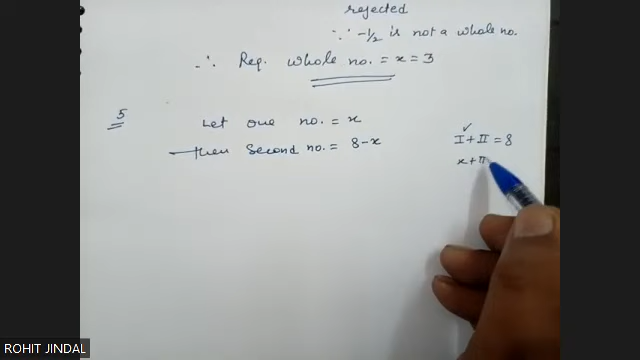 rejected
∵ -1/2 is not a whole no.
∴ Req. whole no. = x = 3
5
Let one no. = x
then second no. = 8-x
✓
I + II = 8
x + II
ROHIT JINDAL